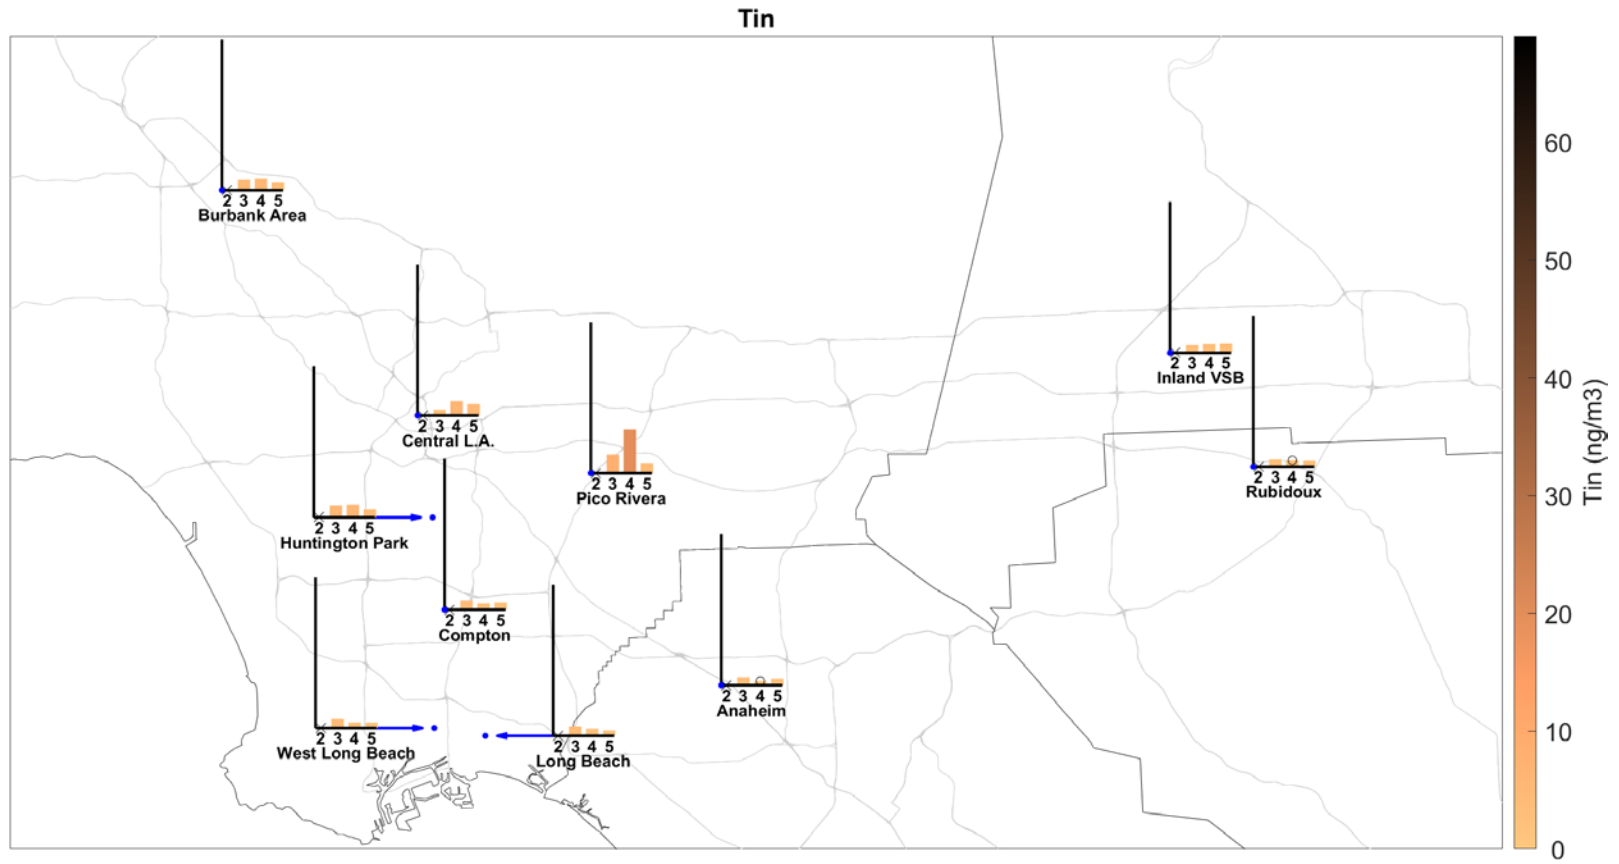 Tin
2 3 4 5
Burbank Area
2 3 4 5
Inland VSB
2 3 4 5
Central L.A.
2 3 4 5
Pico Rivera
2 3 4 5
Rubidoux
2 3 4 5
Huntington Park
2 3 4 5
Compton
2 3 4 5
Anaheim
2 3 4 5
West Long Beach
2 3 4 5
Long Beach
60
50
40
30
20
10
0
Tin (ng/m3)